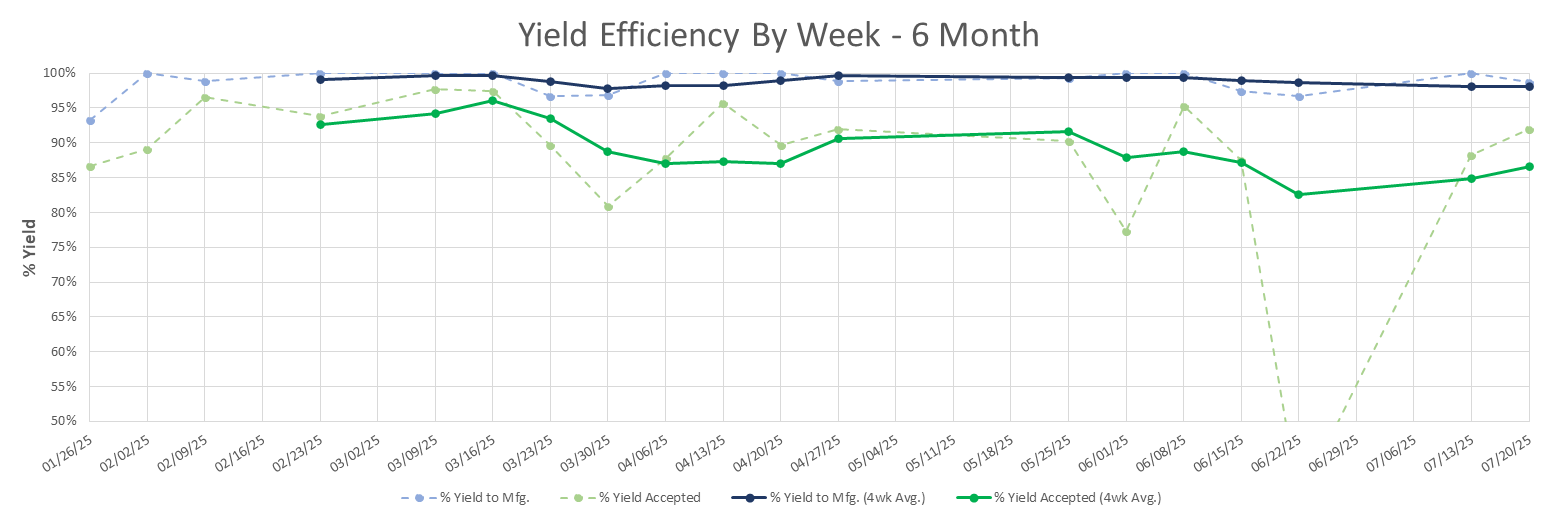 Yield Efficiency By Week - 6 Month
% Yield
100%
95%
90%
85%
80%
75%
70%
65%
60%
55%
50%
01/26/25 02/02/25 02/09/25 02/16/25 02/23/25 03/02/25 03/09/25 03/16/25 03/23/25 03/30/25 04/06/25 04/13/25 04/20/25 04/27/25 05/04/25 05/11/25 05/18/25 05/25/25 06/01/25 06/08/25 06/15/25 06/22/25 06/29/25 07/06/25 07/13/25 07/20/25
% Yield to Mfg. % Yield Accepted % Yield to Mfg. (4wk Avg.) % Yield Accepted (4wk Avg.)